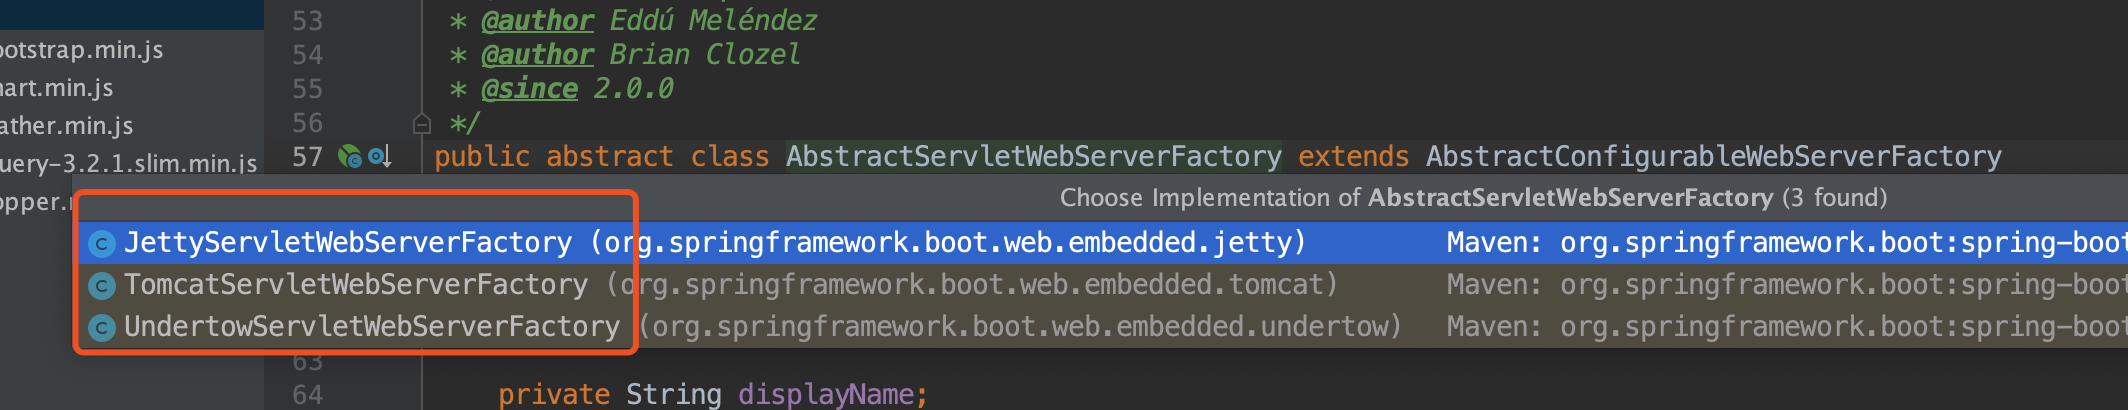 53 * @author Eddú Meléndez
ootstrap.min.js 54 * @author Brian Clozel
nart.min.js 55 * @since 2.0.0
ather.min.js 56 */
uery-3.2.1.slim.min.js 57 public abstract class AbstractServletWebServerFactory extends AbstractConfigurableWebServerFactory
opper.
Choose Implementation of AbstractServletWebServerFactory (3 found)
C JettyServletWebServerFactory (org.springframework.boot.web.embedded.jetty) Maven: org.springframework.boot:spring-boot
C TomcatServletWebServerFactory (org.springframework.boot.web.embedded.tomcat) Maven: org.springframework.boot:spring-boot
C UndertowServletWebServerFactory (org.springframework.boot.web.embedded.undertow) Maven: org.springframework.boot:spring-boot
63
64 private String displayName;